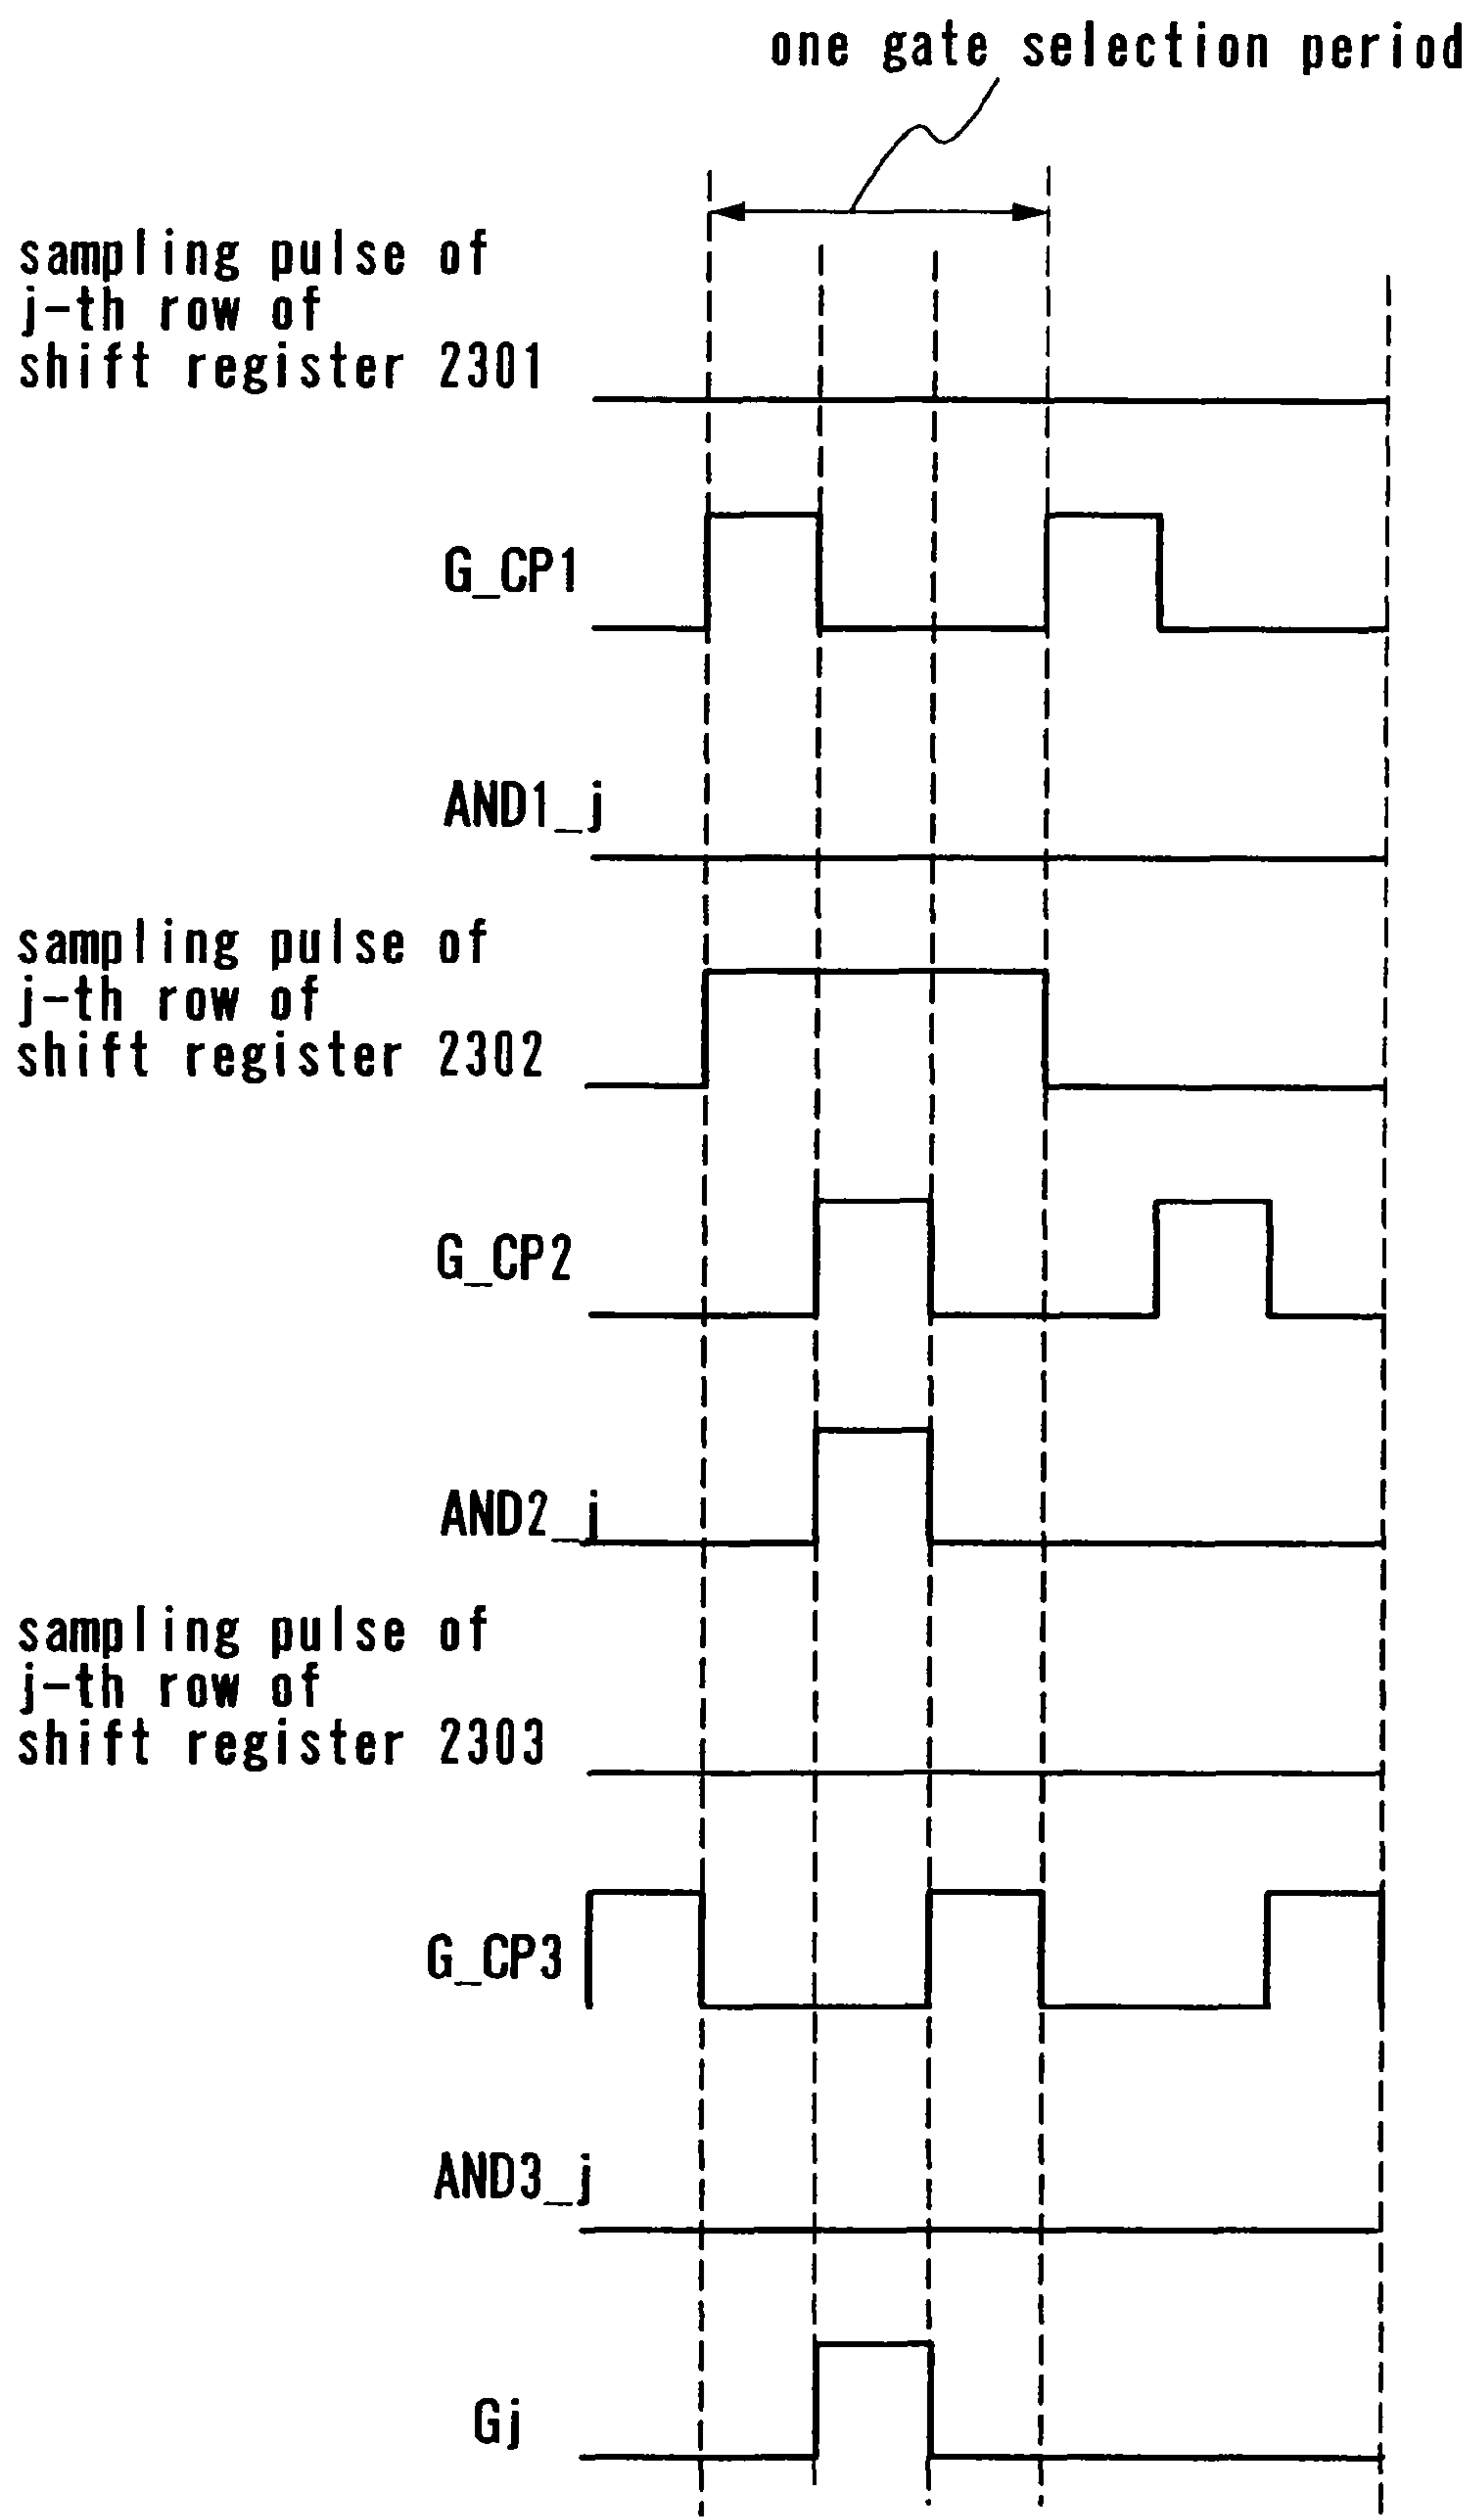 one gate selection period
sampling pulse of
j-th row of
shift register 2301
G_CP1
AND1_j
sampling pulse of
j-th row of
shift register 2302
G_CP2
AND2_j
sampling pulse of
j-th row of
shift register 2303
G_CP3
AND3_j
Gj